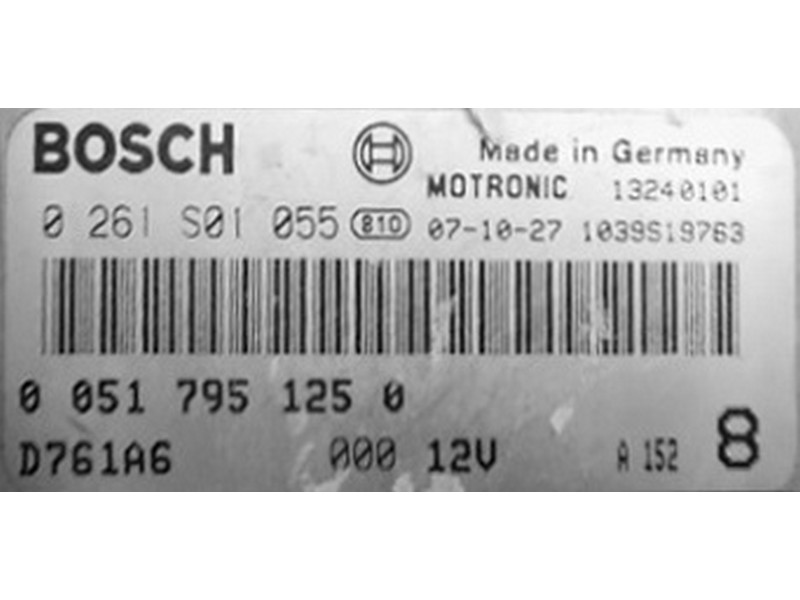 BOSCH Made in Germany
MOTRONIC 13240101
0 261 S01 055 810 07-10-27 1039S19763
0 051 795 125 0
D761A6 000 12V A 152 8